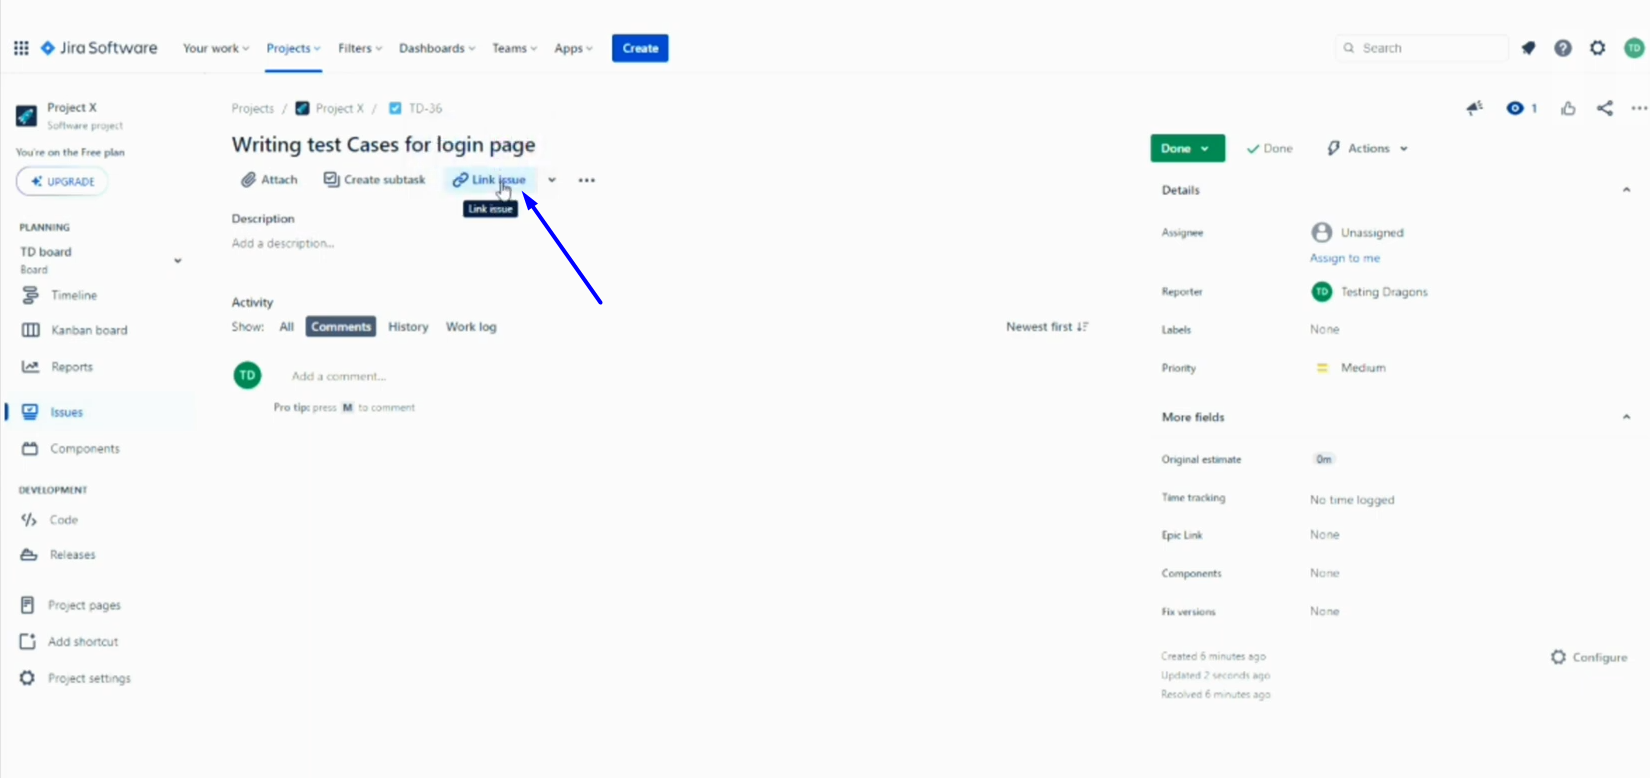 Jira Software Your work Projects Filters Dashboards Teams Apps Create Search TD
Project X
Software project
You're on the Free plan
UPGRADE
PLANNING
TD board
Board
Timeline
Kanban board
Reports
Issues
Components
DEVELOPMENT
Code
Releases
Project pages
Add shortcut
Project settings
Projects / Project X / TD-36
Writing test Cases for login page
Attach Create subtask Link issue
Link issue
Description
Add a description...
Activity
Show: All Comments History Work log Newest first
TD Add a comment...
Pro tip: press M to comment
1
Done Done Actions
Details
Assignee Unassigned
Assign to me
Reporter TD Testing Dragons
Labels None
Priority Medium
More fields
Original estimate 0m
Time tracking No time logged
Epic Link None
Components None
Fix versions None
Created 6 minutes ago
Updated 2 seconds ago
Resolved 6 minutes ago
Configure